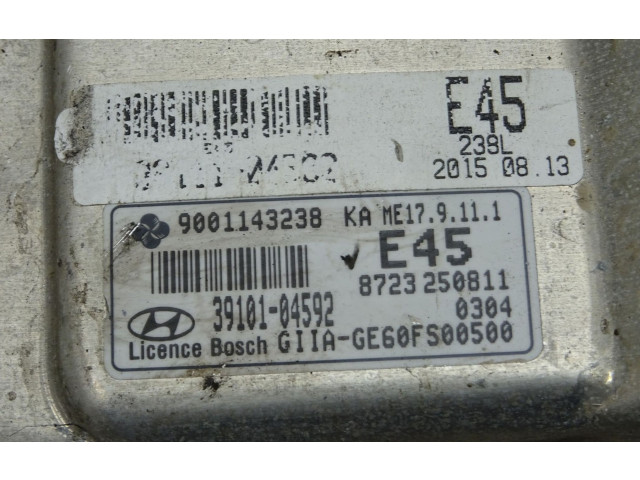 E45
238L
2015 08.13
9001143238 KA ME17.9.11.1
E45
8723 250811
39101-04592 0304
Licence Bosch GIIA-GE60FS00500